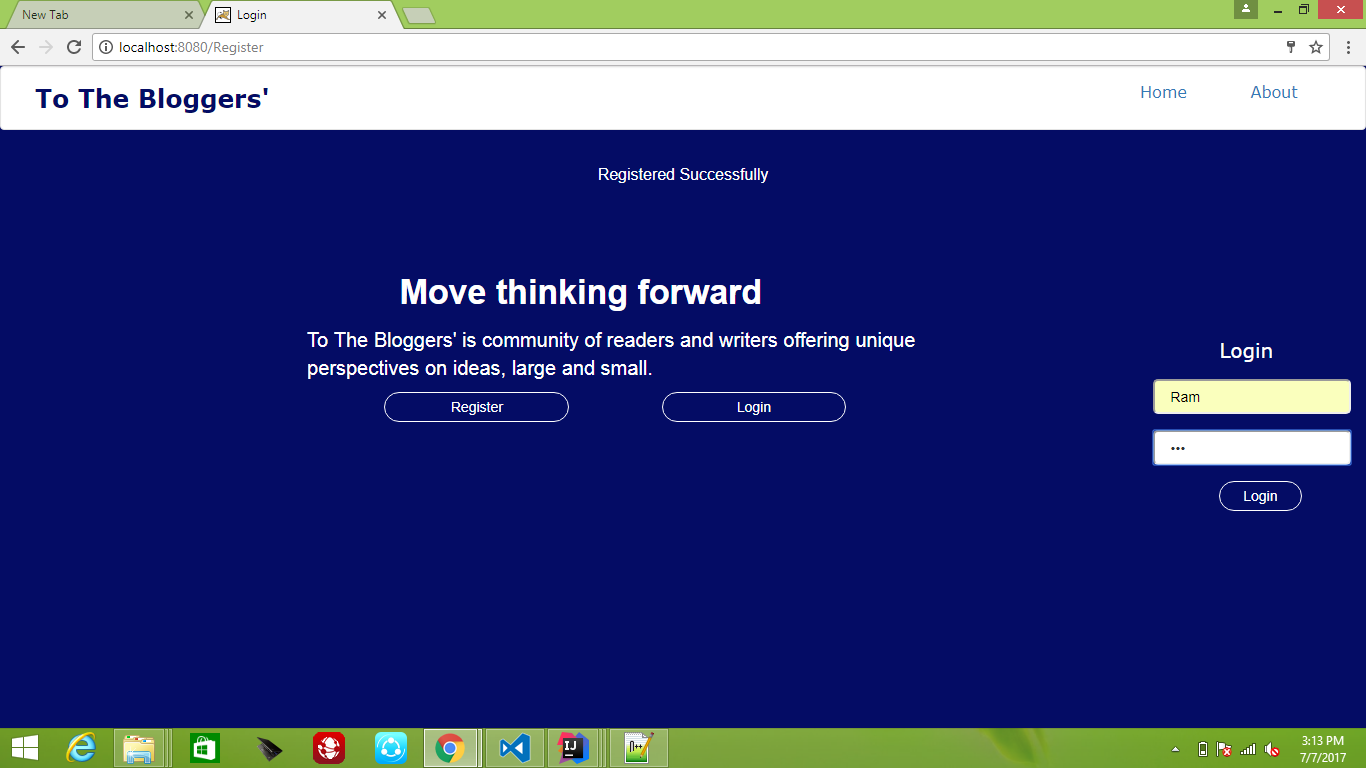 New Tab
Login
localhost:8080/Register
To The Bloggers'
Home
About
Registered Successfully
Move thinking forward
To The Bloggers' is community of readers and writers offering unique
perspectives on ideas, large and small.
Register
Login
Login
Ram
•••
Login
3:13 PM
7/7/2017